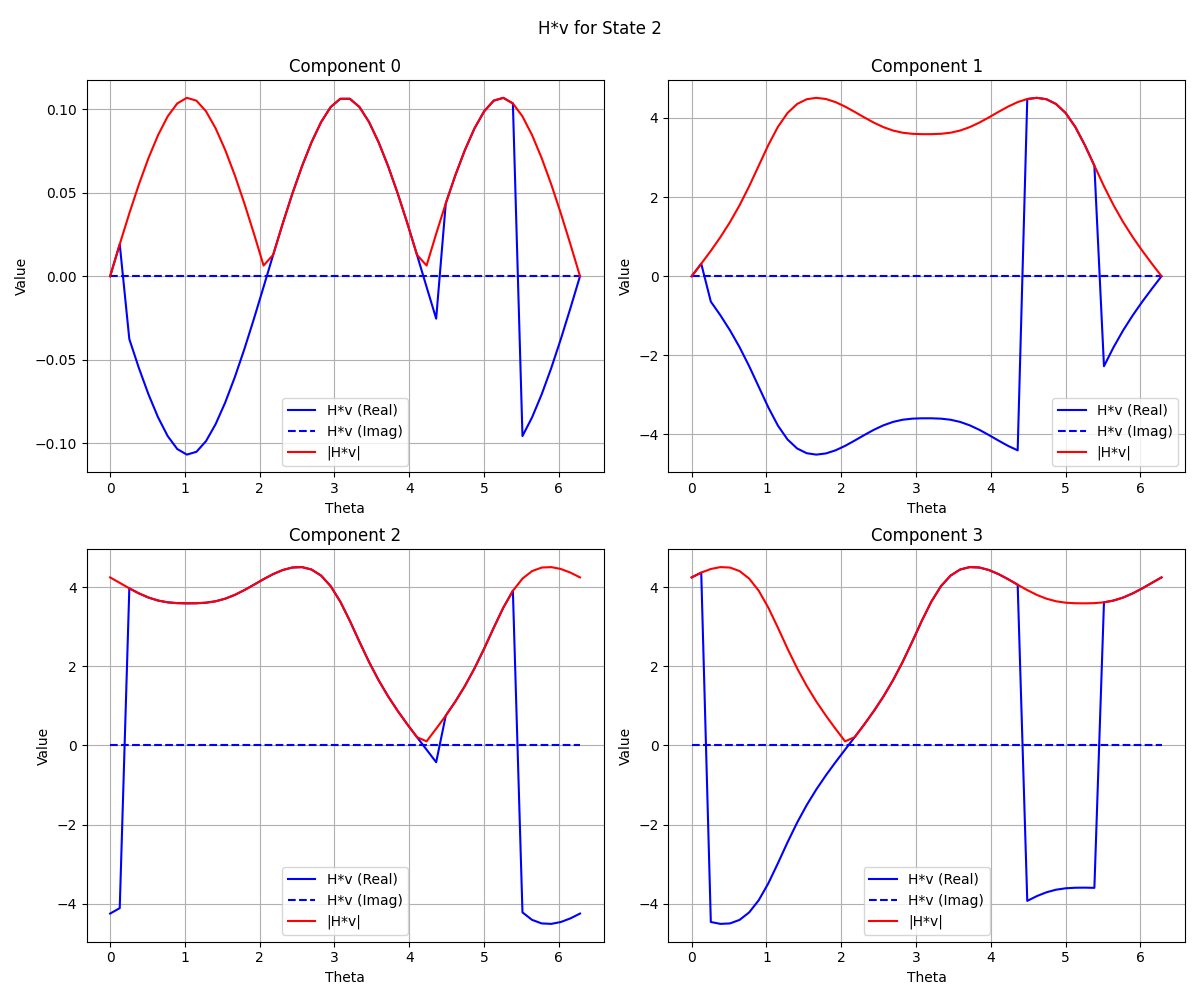 H*v for State 2
Component 0
Value
0.10
0.05
0.00
−0.05
−0.10
0 1 2 3 4 5 6
Theta
H*v (Real)
H*v (Imag)
|H*v|
Component 1
Value
4
2
0
−2
−4
0 1 2 3 4 5 6
Theta
H*v (Real)
H*v (Imag)
|H*v|
Component 2
Value
4
2
0
−2
−4
0 1 2 3 4 5 6
Theta
H*v (Real)
H*v (Imag)
|H*v|
Component 3
Value
4
2
0
−2
−4
0 1 2 3 4 5 6
Theta
H*v (Real)
H*v (Imag)
|H*v|